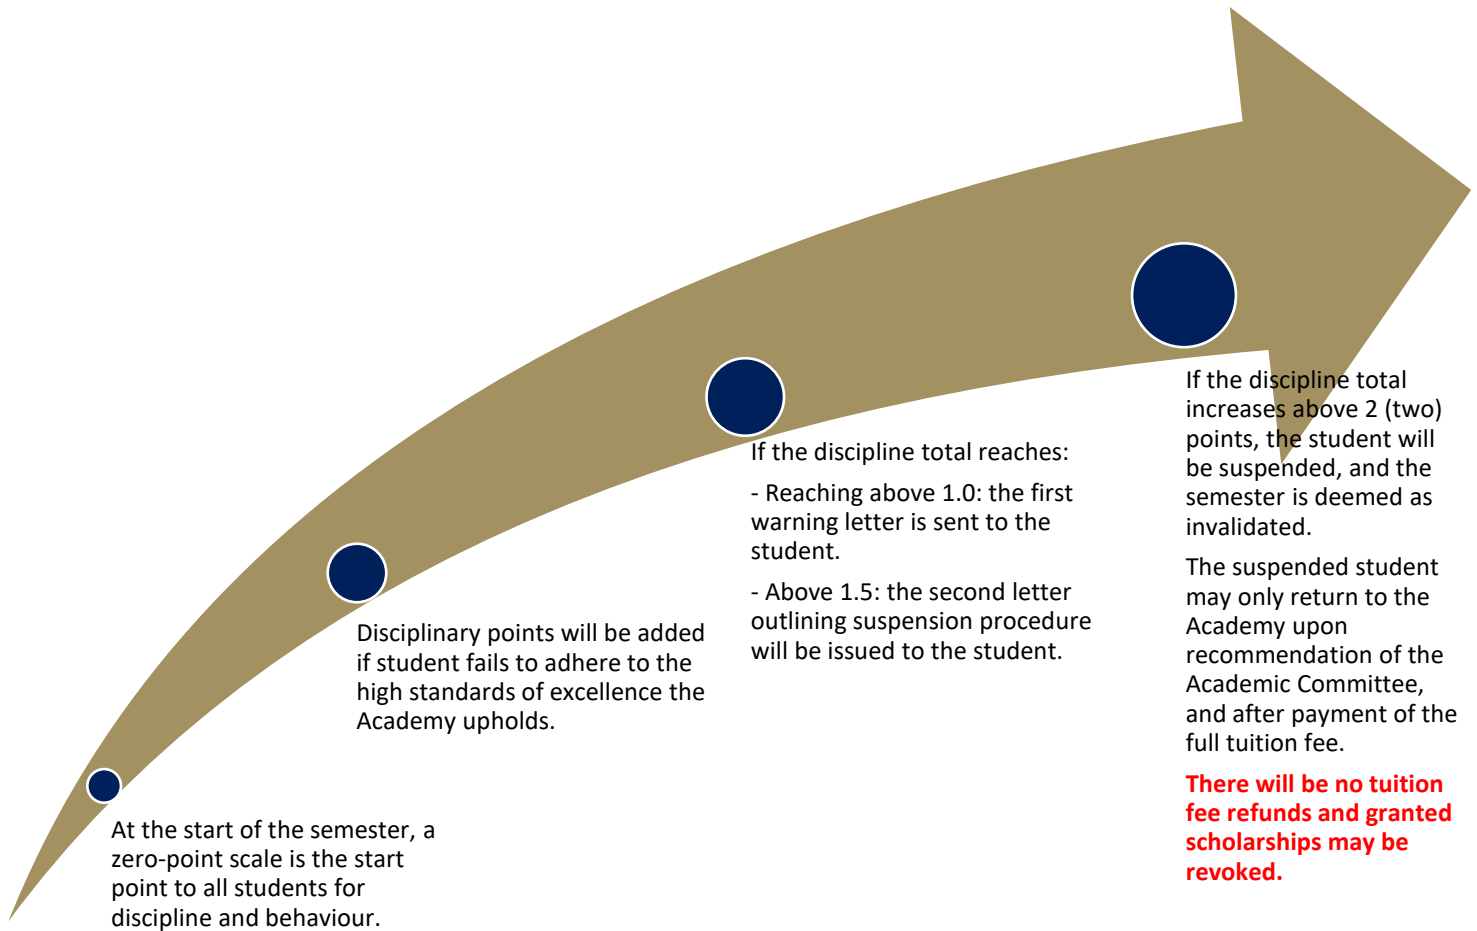 At the start of the semester, a
zero-point scale is the start
point to all students for
discipline and behaviour.
Disciplinary points will be added
if student fails to adhere to the
high standards of excellence the
Academy upholds.
If the discipline total reaches:
- Reaching above 1.0: the first
warning letter is sent to the
student.
- Above 1.5: the second letter
outlining suspension procedure
will be issued to the student.
If the discipline total
increases above 2 (two)
points, the student will
be suspended, and the
semester is deemed as
invalidated.
The suspended student
may only return to the
Academy upon
recommendation of the
Academic Committee,
and after payment of the
full tuition fee.
There will be no tuition
fee refunds and granted
scholarships may be
revoked.